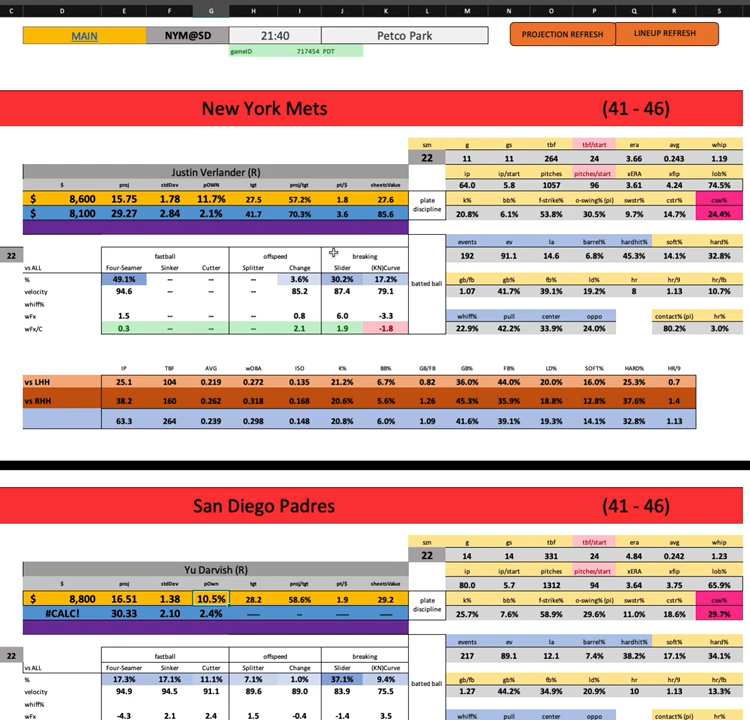 C D E F G H I J K L M N O P Q R S
MAIN NYM@SD 21:40 Petco Park PROJECTION REFRESH LINEUP REFRESH
gameID 717454 PDT
New York Mets (41 - 46)
szn g gs tbf tbf/start era avg whip
22 11 11 264 24 3.66 0.243 1.19
Justin Verlander (R) ip ip/start pitches pitches/start xERA xfip lob%
64.0 5.8 1057 96 3.61 4.24 74.5%
$ proj stdDev pOWN tgt proj/tgt pt/$ sheetsValue
$ 8,600 15.75 1.78 11.7% 27.5 57.2% 1.8 27.6 plate discipline k% bb% f-strike% o-swing% (pi) swstr% cstr% csw%
$ 8,100 29.27 2.84 2.1% 41.7 70.3% 3.6 85.6 20.8% 6.1% 53.8% 30.5% 9.7% 14.7% 24.4%
events ev la barrel% hardhit% soft% hard%
22 fastball offspeed breaking 192 91.1 14.6 6.8% 45.3% 14.1% 32.8%
vs ALL Four-Seamer Sinker Cutter Splitter Change Slider (KN)Curve
% 49.1% -- -- -- 3.6% 30.2% 17.2% batted ball gb/fb gb% fb% ld% hr hr/9 hr/fb
velocity 94.6 -- -- -- 85.2 87.4 79.1 1.07 41.7% 39.1% 19.2% 8 1.13 10.7%
whiff%
wFx 1.5 -- -- -- 0.8 6.0 -3.3 whiff% pull center oppo contact% (pi) hr%
wFx/C 0.3 -- -- -- 2.1 1.9 -1.8 22.9% 42.2% 33.9% 24.0% 80.2% 3.0%
IP TBF AVG wOBA ISO K% BB% GB/FB GB% FB% LD% SOFT% HARD% HR/9
vs LHH 25.1 104 0.219 0.272 0.135 21.2% 6.7% 0.82 36.0% 44.0% 20.0% 16.0% 25.3% 0.7
vs RHH 38.2 160 0.262 0.318 0.168 20.6% 5.6% 1.26 45.3% 35.9% 18.8% 12.8% 37.6% 1.4
63.3 264 0.239 0.298 0.148 20.8% 6.0% 1.09 41.6% 39.1% 19.3% 14.1% 32.8% 1.13
San Diego Padres (41 - 46)
szn g gs tbf tbf/start era avg whip
22 14 14 331 24 4.84 0.242 1.23
Yu Darvish (R) ip ip/start pitches pitches/start xERA xfip lob%
80.0 5.7 1312 94 3.64 3.75 65.9%
$ proj stdDev pOwn tgt proj/tgt pt/$ sheetsValue
$ 8,800 16.51 1.38 10.5% 28.2 58.6% 1.9 29.2 plate discipline k% bb% f-strike% o-swing% (pi) swstr% cstr% csw%
#CALC! 30.33 2.10 2.4% ---- -- ---- ---- 25.7% 7.6% 58.9% 29.6% 11.0% 18.6% 29.7%
events ev la barrel% hardhit% soft% hard%
22 fastball offspeed breaking 217 89.1 12.1 7.4% 38.2% 17.1% 34.1%
vs ALL Four-Seamer Sinker Cutter Splitter Change Slider (KN)Curve
% 17.3% 17.1% 11.1% 7.1% 1.0% 37.1% 9.4% batted ball gb/fb gb% fb% ld% hr hr/9 hr/fb
velocity 94.9 94.5 91.1 89.6 89.0 83.9 75.5 1.27 44.2% 34.9% 20.9% 10 1.13 13.3%
whiff%
wFx -4.3 2.1 2.4 1.5 -0.4 -1.4 3.5 whiff% pull center oppo contact% (pi) hr%